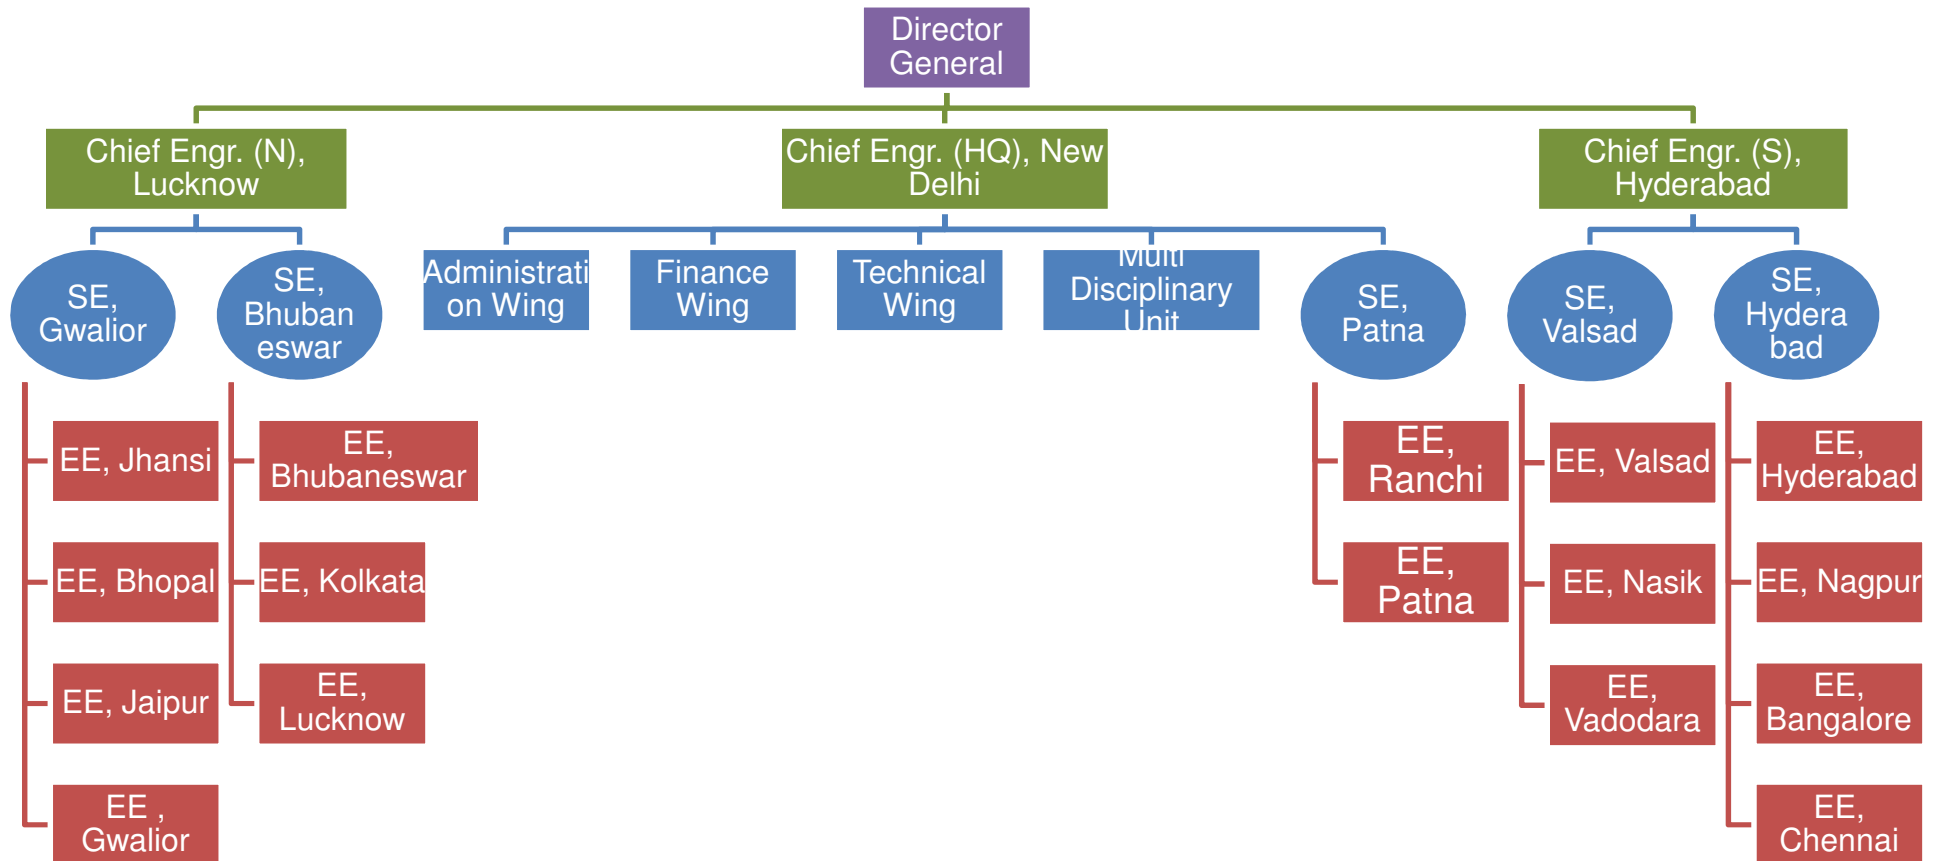 Director
General
Chief Engr. (N),
Lucknow
Chief Engr. (HQ), New
Delhi
Chief Engr. (S),
Hyderabad
SE,
Gwalior
SE,
Bhuban
eswar
Administrati
on Wing
Finance
Wing
Technical
Wing
Multi
Disciplinary
Unit
SE,
Patna
SE,
Valsad
SE,
Hydera
bad
EE, Jhansi
EE, Bhopal
EE, Jaipur
EE ,
Gwalior
EE,
Bhubaneswar
EE, Kolkata
EE,
Lucknow
EE,
Ranchi
EE,
Patna
EE, Valsad
EE, Nasik
EE,
Vadodara
EE,
Hyderabad
EE, Nagpur
EE,
Bangalore
EE,
Chennai